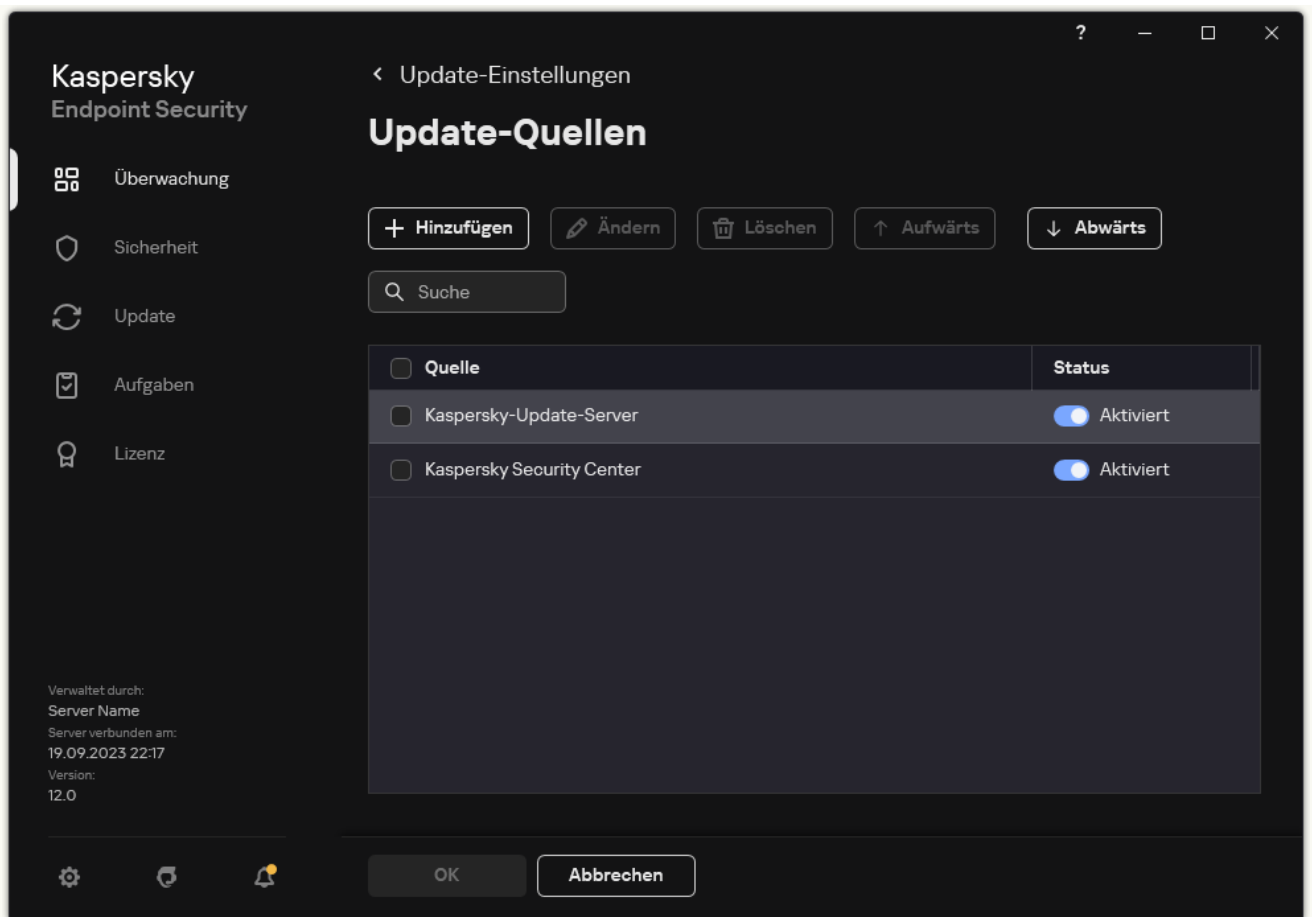 ?
Kaspersky
Endpoint Security
Überwachung
Sicherheit
Update
Aufgaben
Lizenz
Verwaltet durch:
Server Name
Server verbunden am:
19.09.2023 22:17
Version:
12.0
Update-Einstellungen
Update-Quellen
Hinzufügen Ändern Löschen Aufwärts Abwärts
Suche
Quelle Status
Kaspersky-Update-Server Aktiviert
Kaspersky Security Center Aktiviert
OK Abbrechen